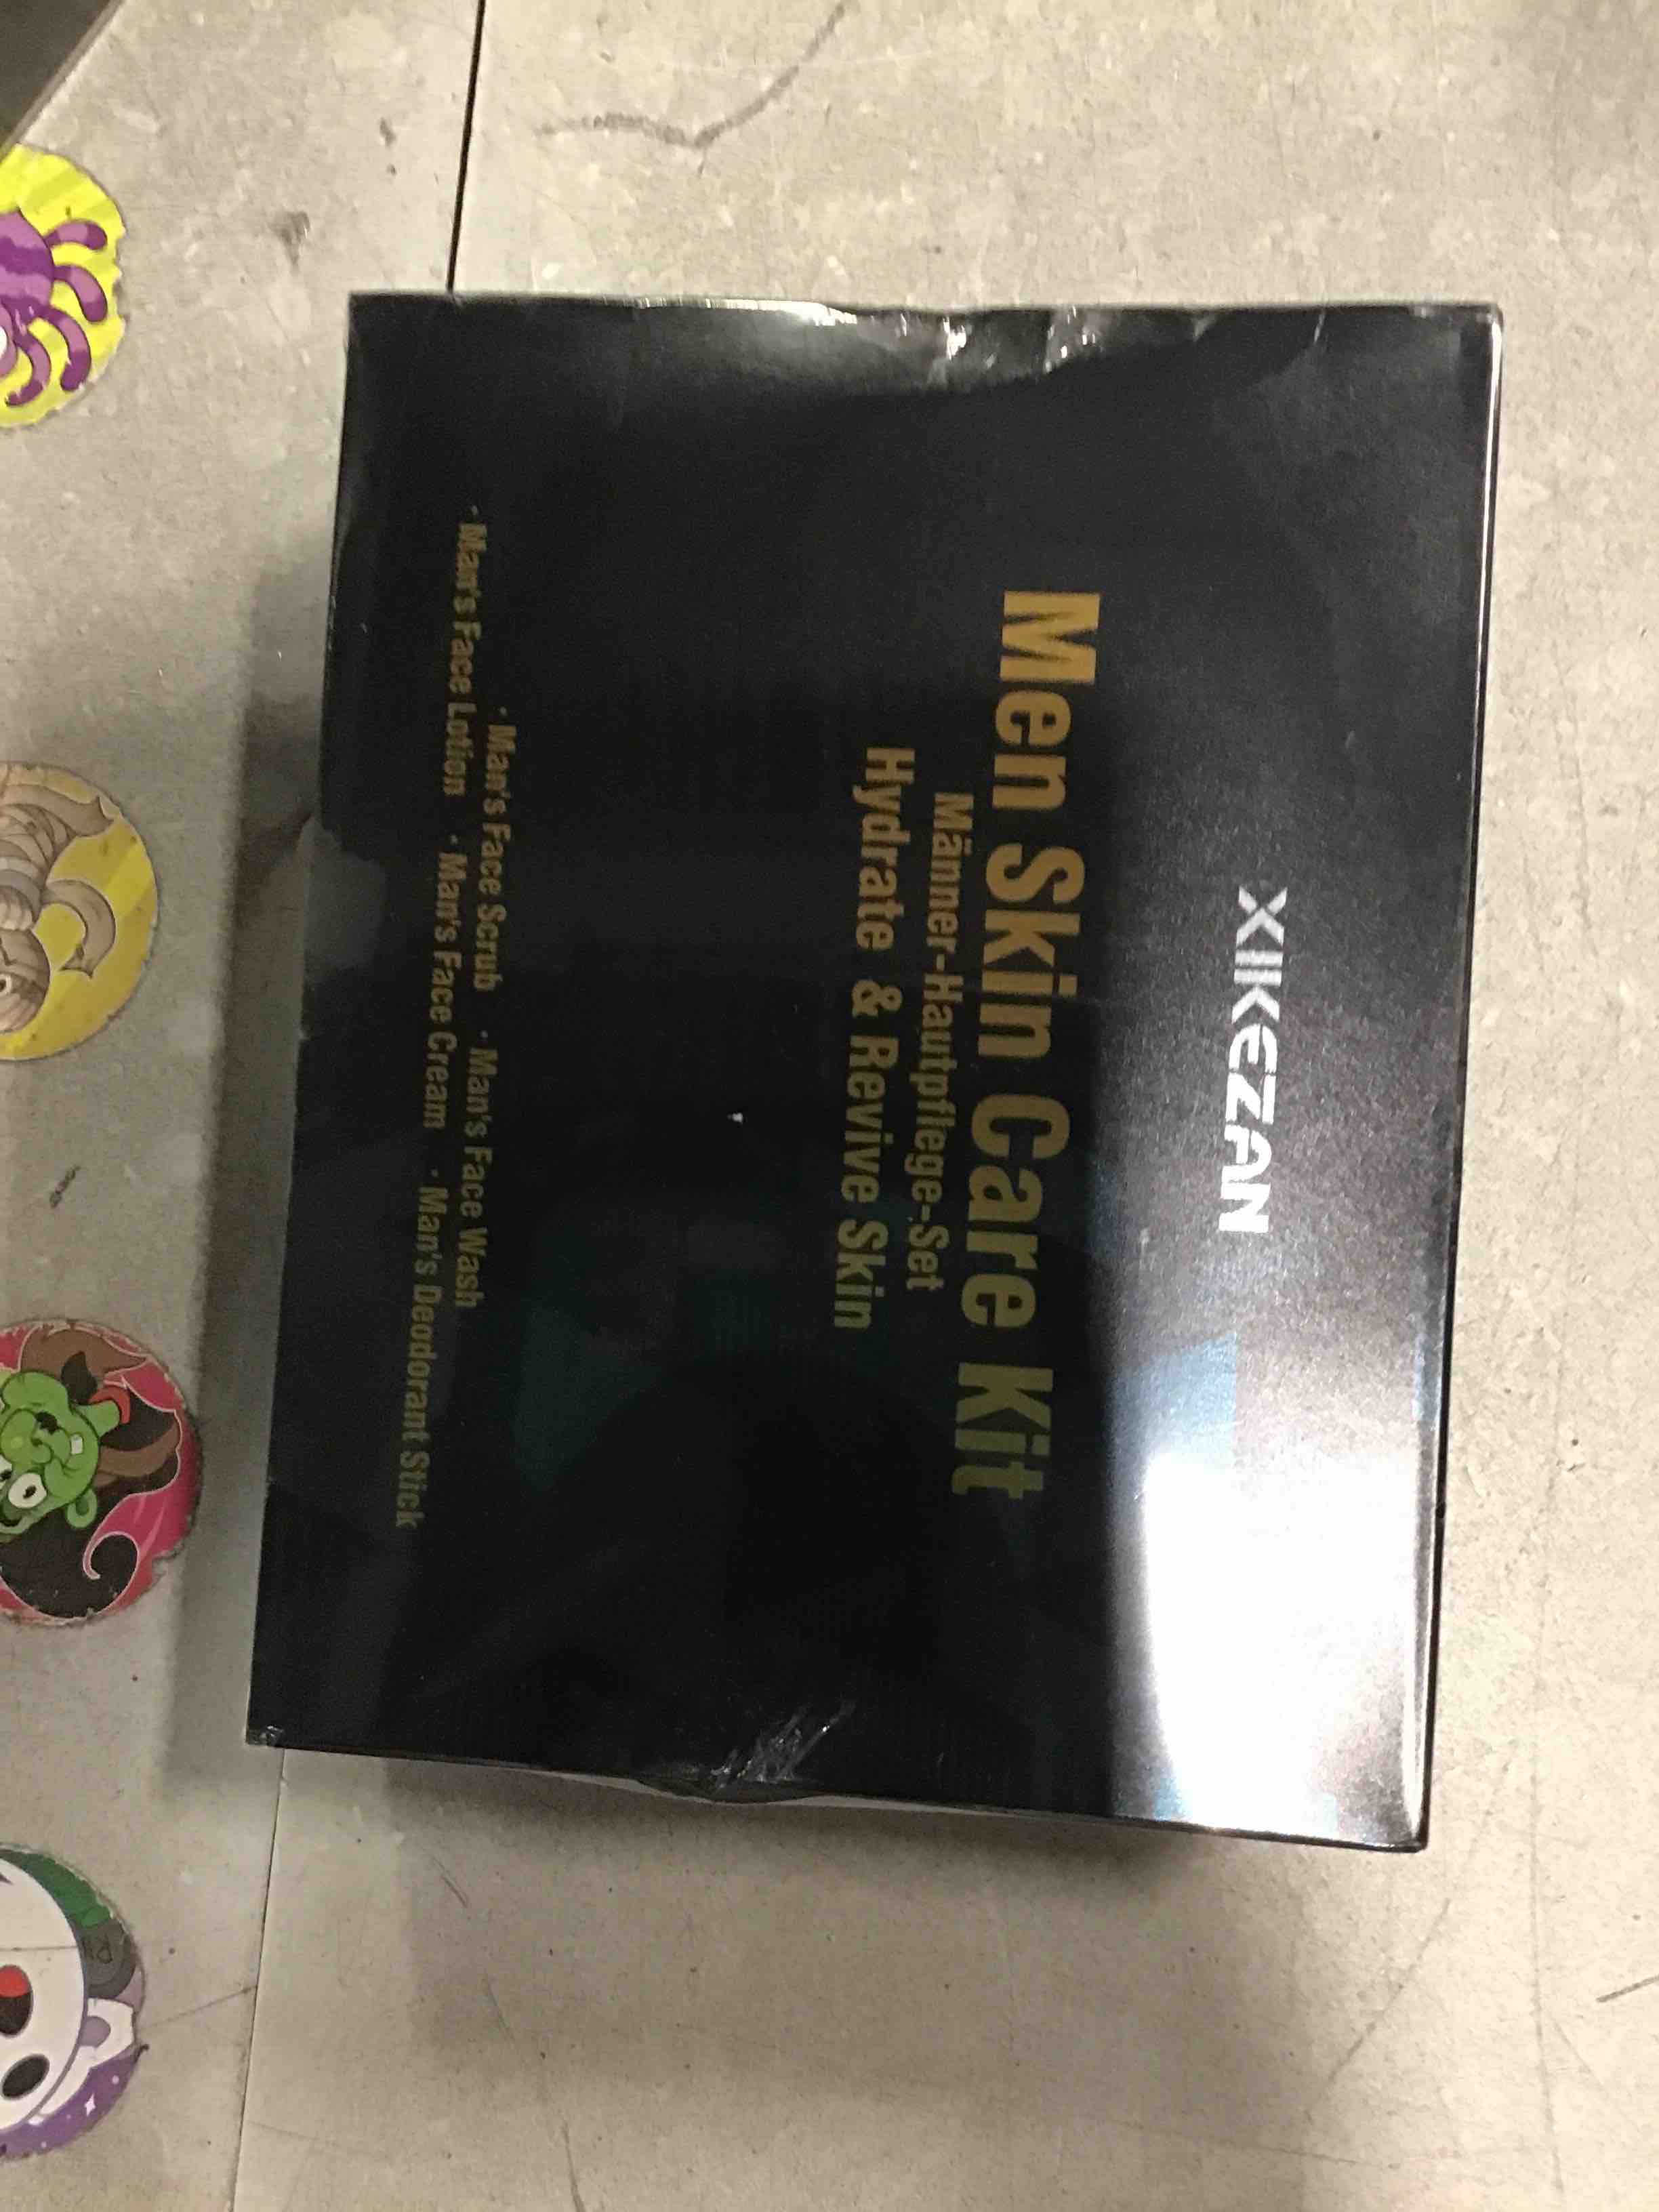 XIIKEZAN
Men Skin Care Kit
Männer-Hautpflege-Set
Hydrate & Revive Skin
· Man's Face Scrub · Man's Face Wash
· Man's Face Lotion · Man's Face Cream · Man's Deodorant Stick